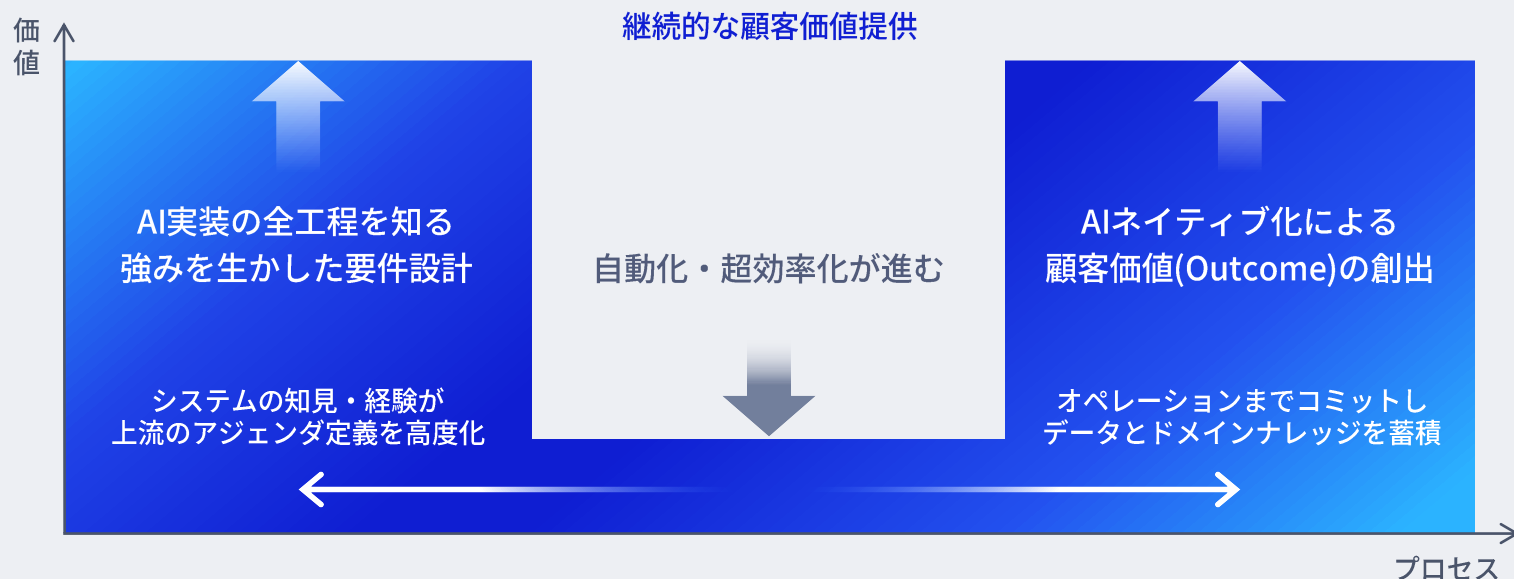 価
値
継続的な顧客価値提供
AI実装の全工程を知る
強みを生かした要件設計
システムの知見・経験が
上流のアジェンダ定義を高度化
自動化・超効率化が進む
AIネイティブ化による
顧客価値(Outcome)の創出
オペレーションまでコミットし
データとドメインナレッジを蓄積
プロセス